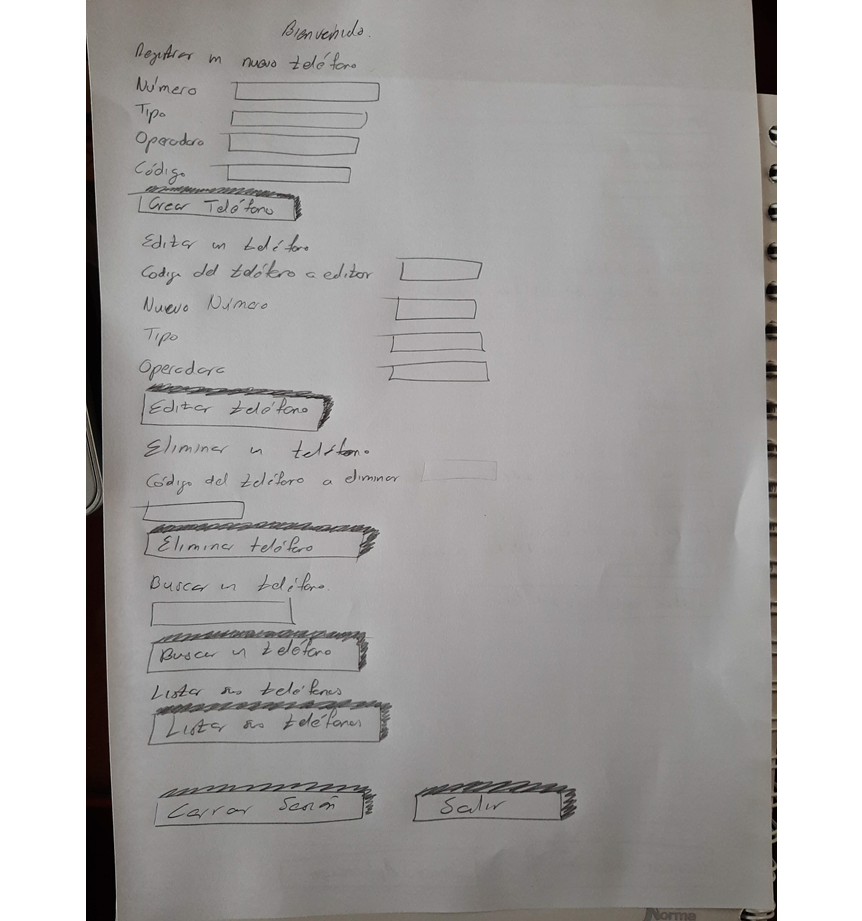 Bienvenido.
Registrar un nuevo teléfono
Número
Tipo
Operadora
Código
Crear Teléfono
Editar un teléfono
Codigo del teléfono a editar
Nuevo Número
Tipo
Operadora
Editar teléfono
Eliminar un teléfono
Código del teléfono a eliminar
Eliminar teléfono
Buscar un teléfono.
Buscar un teléfono
Listar sus teléfonos
Listar sus teléfonos
Cerrar Sesión Salir
Norma